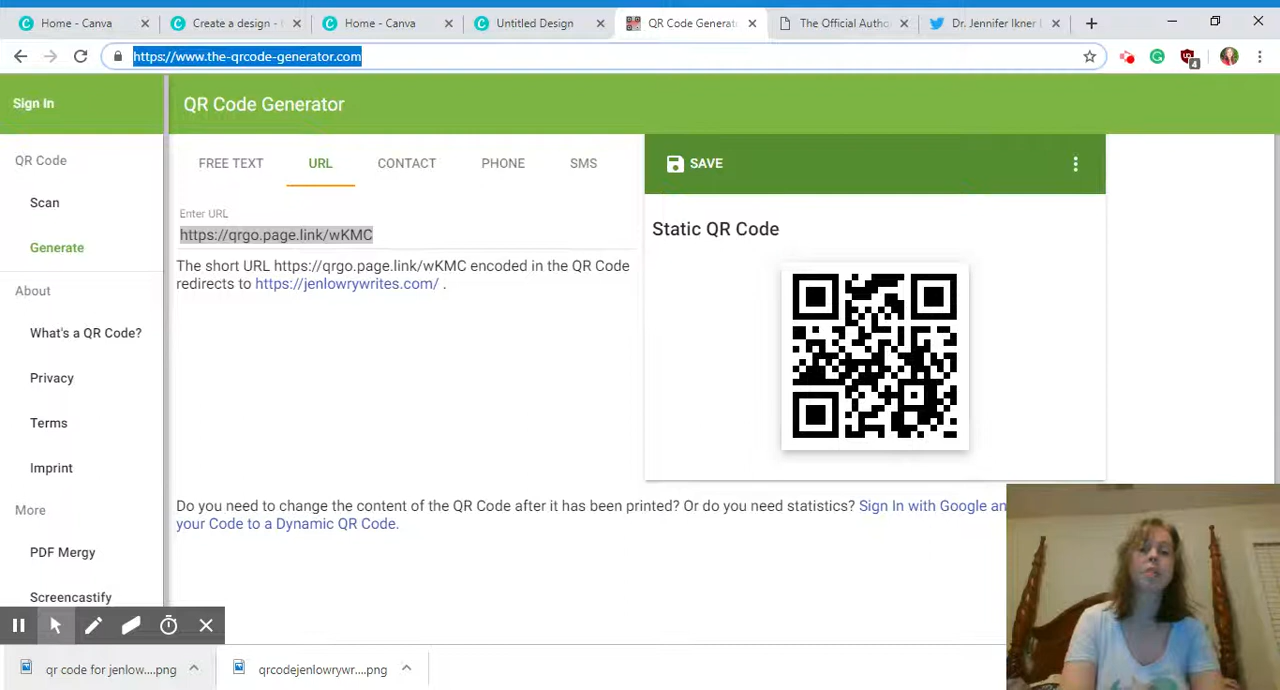 Home - Canva
Create a design -
Home - Canva
Untitled Design
QR Code Generat
The Official Autho
Dr. Jennifer Ikner
https://www.the-qrcode-generator.com
4
Sign In
QR Code Generator
QR Code
Scan
Generate
About
What's a QR Code?
Privacy
Terms
Imprint
More
PDF Mergy
Screencastify
FREE TEXT
URL
CONTACT
PHONE
SMS
Enter URL
https://qrgo.page.link/wKMC
The short URL https://qrgo.page.link/wKMC encoded in the QR Code
redirects to https://jenlowrywrites.com/ .
SAVE
Static QR Code
Do you need to change the content of the QR Code after it has been printed? Or do you need statistics? Sign In with Google an
your Code to a Dynamic QR Code.
qr code for jenlow....png
qrcodejenlowrywr....png